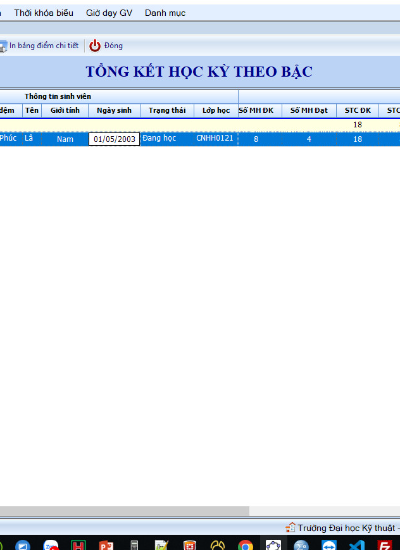 Thời khóa biểu Giờ dạy GV Danh mục
In bảng điểm chi tiết Đóng
TỔNG KẾT HỌC KỲ THEO BẬC
Thông tin sinh viên
đệm Tên Giới tính Ngày sinh Trạng thái Lớp học Số MH ĐK Số MH Đạt STC ĐK STC
18
Phúc Lã Nam 01/05/2003 Đang học CNHH0121 8 4 18
Trường Đại học Kỹ thuật -